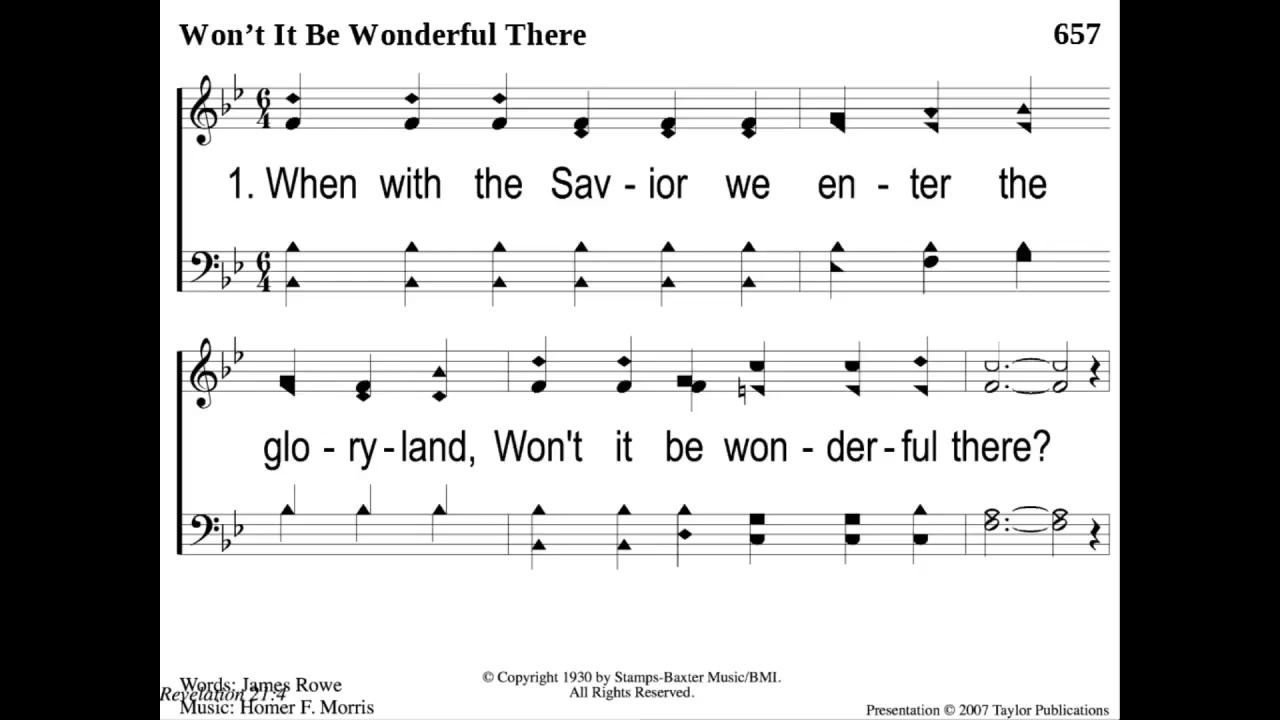 Won't It Be Wonderful There 657
1. When with the Sav - ior we en - ter the
glo - ry - land, Won't it be won - der - ful there?
Words: James Rowe
Revelation 21:4
Music: Homer F. Morris
© Copyright 1930 by Stamps-Baxter Music/BMI.
All Rights Reserved.
Presentation © 2007 Taylor Publications